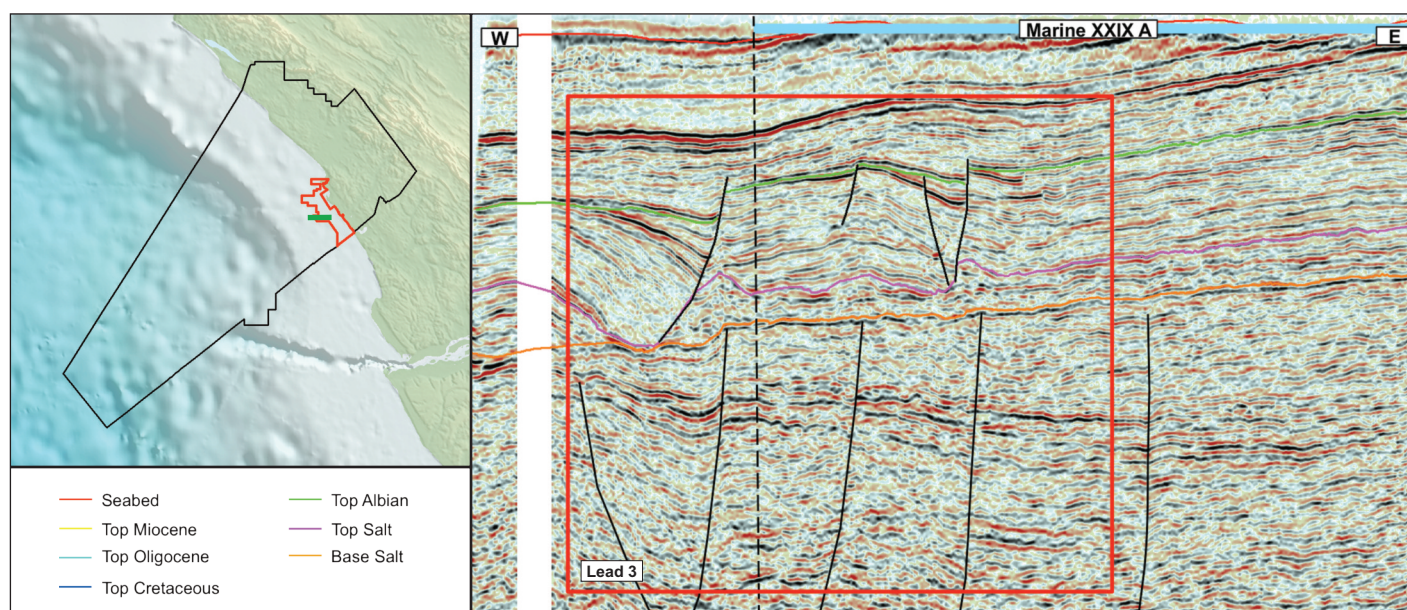 W
Marine XXIX A
E
Lead 3
Seabed
Top Miocene
Top Oligocene
Top Cretaceous
Top Albian
Top Salt
Base Salt